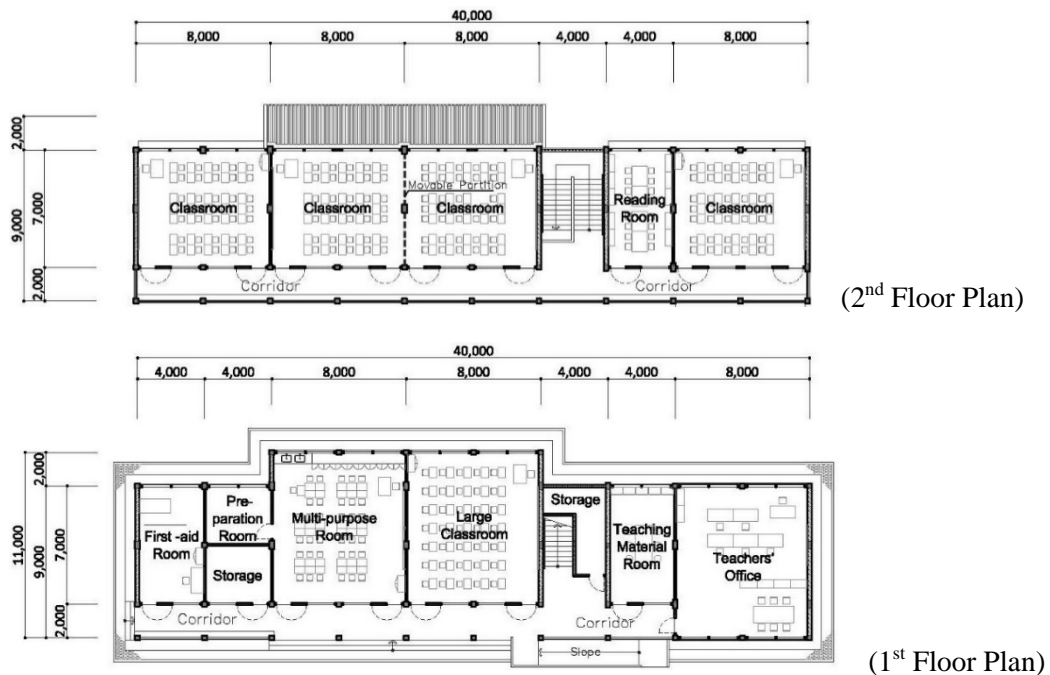 40,000
8,000 8,000 8,000 4,000 4,000 8,000
2,000
9,000
7,000
2,000
Classroom
Classroom
Movable Partition
Classroom
Reading
Room
Classroom
Corridor
Corridor
(2nd Floor Plan)
40,000
4,000 4,000 8,000 8,000 4,000 4,000 8,000
2,000
11,000
9,000
7,000
2,000
First -aid
Room
Pre-
paration
Room
Storage
Multi-purpose
Room
Large
Classroom
Storage
Teaching
Material
Room
Teachers'
Office
Corridor
Corridor
Slope
(1st Floor Plan)